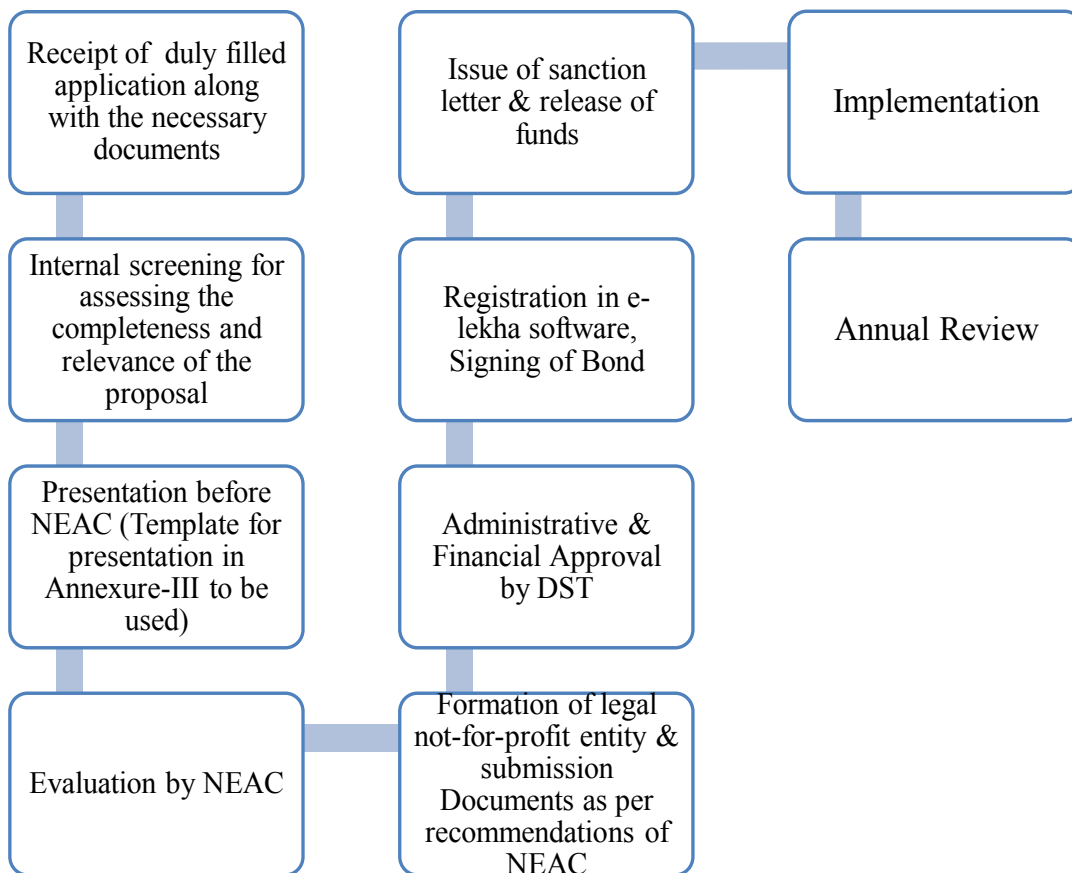 Receipt of duly filled
application along
with the necessary
documents
Internal screening for
assessing the
completeness and
relevance of the
proposal
Presentation before
NEAC (Template for
presentation in
Annexure-III to be
used)
Evaluation by NEAC
Formation of legal
not-for-profit entity &
submission
Documents as per
recommendations of
NEAC
Administrative &
Financial Approval
by DST
Registration in e-
lekha software,
Signing of Bond
Issue of sanction
letter & release of
funds
Implementation
Annual Review